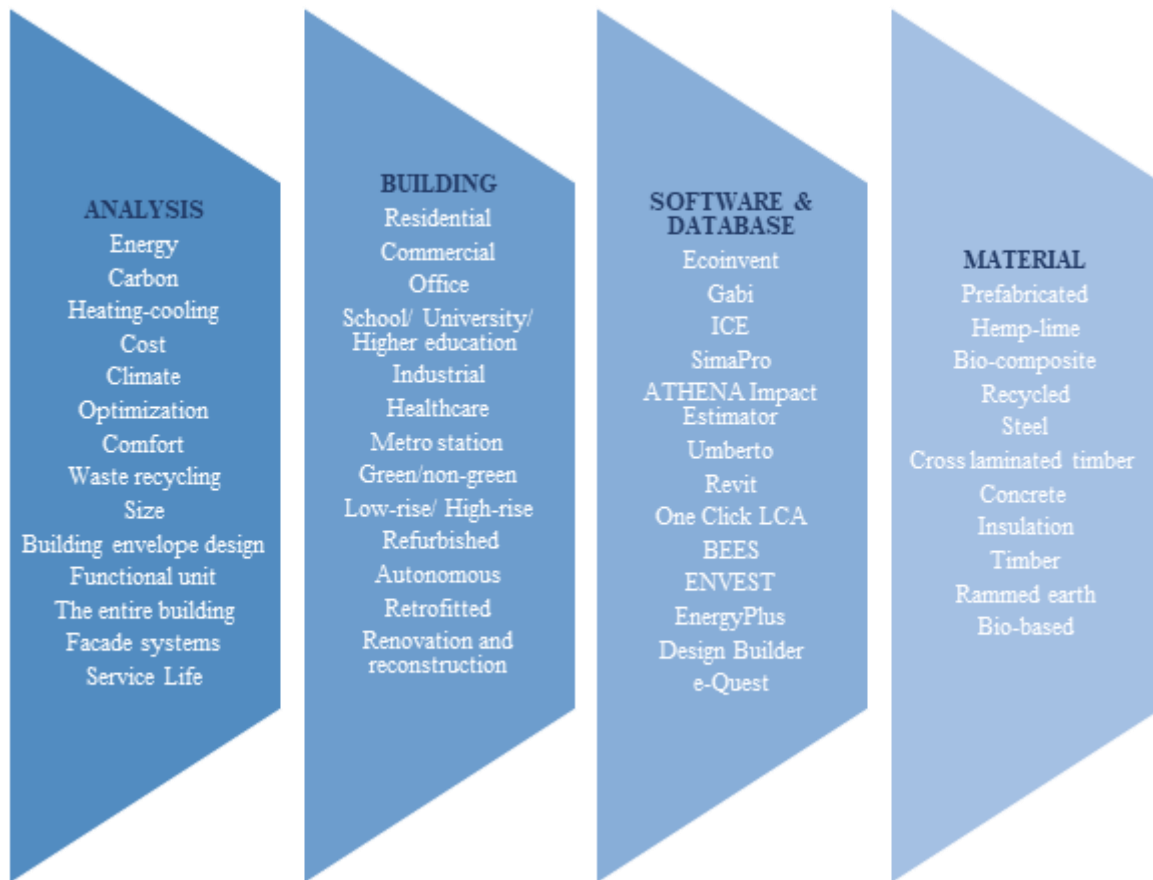 ANALYSIS
Energy
Carbon
Heating-cooling
Cost
Climate
Optimization
Comfort
Waste recycling
Size
Building envelope design
Functional unit
The entire building
Facade systems
Service Life
BUILDING
Residential
Commercial
Office
School/ University/
Higher education
Industrial
Healthcare
Metro station
Green/non-green
Low-rise/ High-rise
Refurbished
Autonomous
Retrofitted
Renovation and
reconstruction
SOFTWARE &
DATABASE
Ecoinvent
Gabi
ICE
SimaPro
ATHENA Impact
Estimator
Umberto
Revit
One Click LCA
BEES
ENVEST
EnergyPlus
Design Builder
e-Quest
MATERIAL
Prefabricated
Hemp-lime
Bio-composite
Recycled
Steel
Cross laminated timber
Concrete
Insulation
Timber
Rammed earth
Bio-based